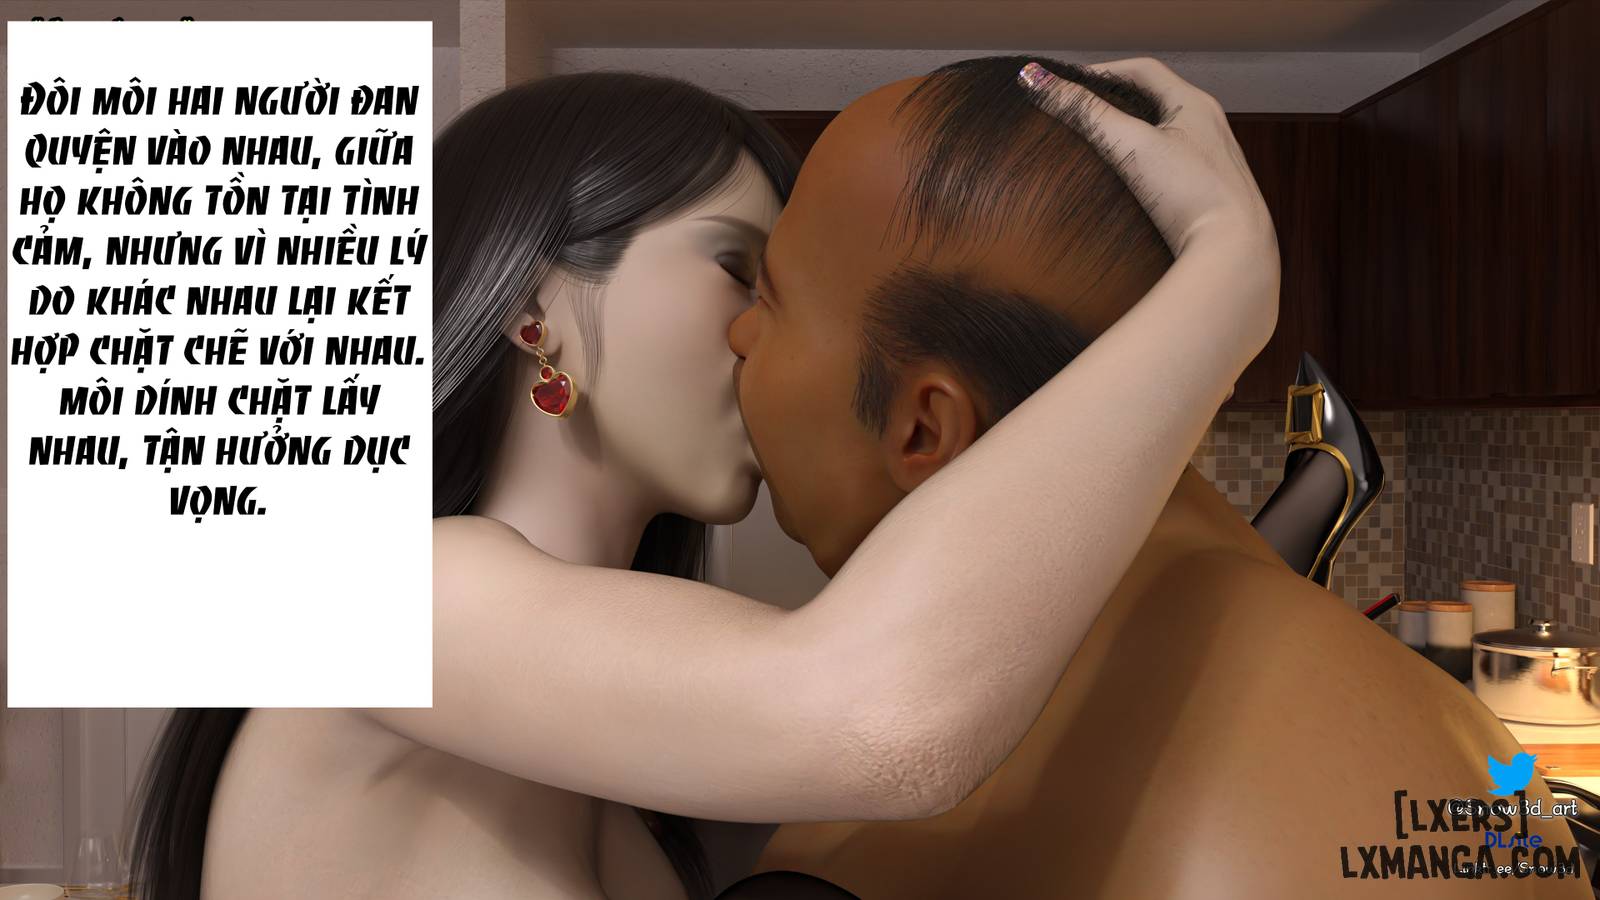 ĐÔI MÔI HAI NGƯỜI ĐAN
QUYỆN VÀO NHAU, GIỮA
HỌ KHÔNG TỒN TẠI TÌNH
CẢM, NHƯNG VÌ NHIỀU LÝ
DO KHÁC NHAU LẠI KẾT
HỢP CHẶT CHẼ VỚI NHAU.
MÔI DÍNH CHẶT LẤY
NHAU, TẬN HƯỞNG DỤC
VỌNG.
@Snow3d_art
[LXERS]
DLsite
LXMANGA.COM